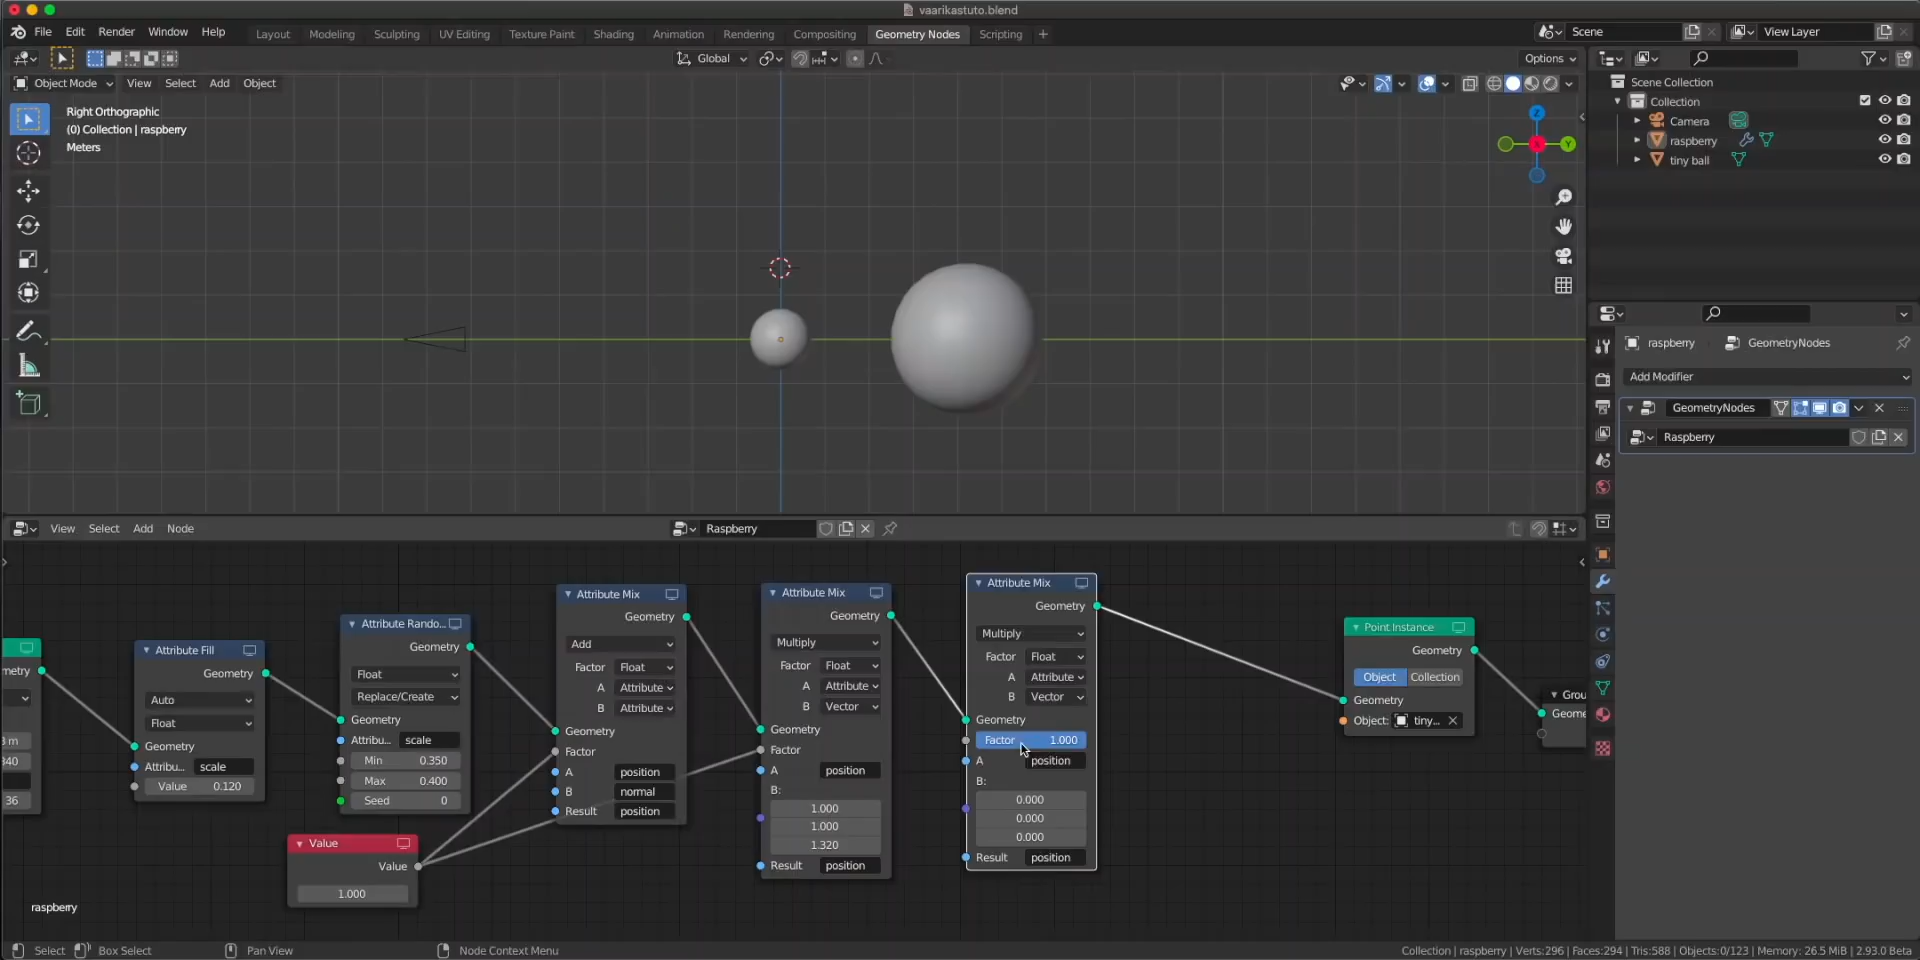 vaarikastuto.blend
File Edit Render Window Help
Layout Modeling Sculpting UV Editing Texture Paint Shading Animation Rendering Compositing Geometry Nodes Scripting +
Scene
View Layer
Global
Options
Object Mode View Select Add Object
Right Orthographic
(0) Collection | raspberry
Meters
Z
Y
X
Scene Collection
Collection
Camera
raspberry
tiny ball
raspberry GeometryNodes
Add Modifier
GeometryNodes
Raspberry
View Select Add Node
Raspberry
metry
3 m
340
36
Attribute Fill
Geometry
Auto
Float
Geometry
Attribu... scale
Value 0.120
Attribute Rando...
Geometry
Float
Replace/Create
Geometry
Attribu... scale
Min 0.350
Max 0.400
Seed 0
Value
Value
1.000
Attribute Mix
Geometry
Add
Factor Float
A Attribute
B Attribute
Geometry
Factor
A position
B normal
Result position
Attribute Mix
Geometry
Multiply
Factor Float
A Attribute
B Vector
Geometry
Factor
A position
B:
1.000
1.000
1.320
Result position
Attribute Mix
Geometry
Multiply
Factor Float
A Attribute
B Vector
Geometry
Factor 1.000
A position
B:
0.000
0.000
0.000
Result position
Point Instance
Geometry
Object Collection
Geometry
Object: tiny...
Grou
Geome
raspberry
Select Box Select Pan View Node Context Menu
Collection | raspberry | Verts:296 | Faces:294 | Tris:588 | Objects:0/123 | Memory: 26.5 MiB | 2.93.0 Beta